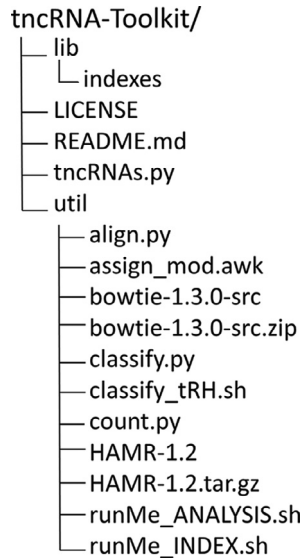 tncRNA-Toolkit/
lib
indexes
LICENSE
README.md
tncRNAs.py
util
align.py
assign_mod.awk
bowtie-1.3.0-src
bowtie-1.3.0-src.zip
classify.py
classify_tRH.sh
count.py
HAMR-1.2
HAMR-1.2.tar.gz
runMe_ANALYSIS.sh
runMe_INDEX.sh